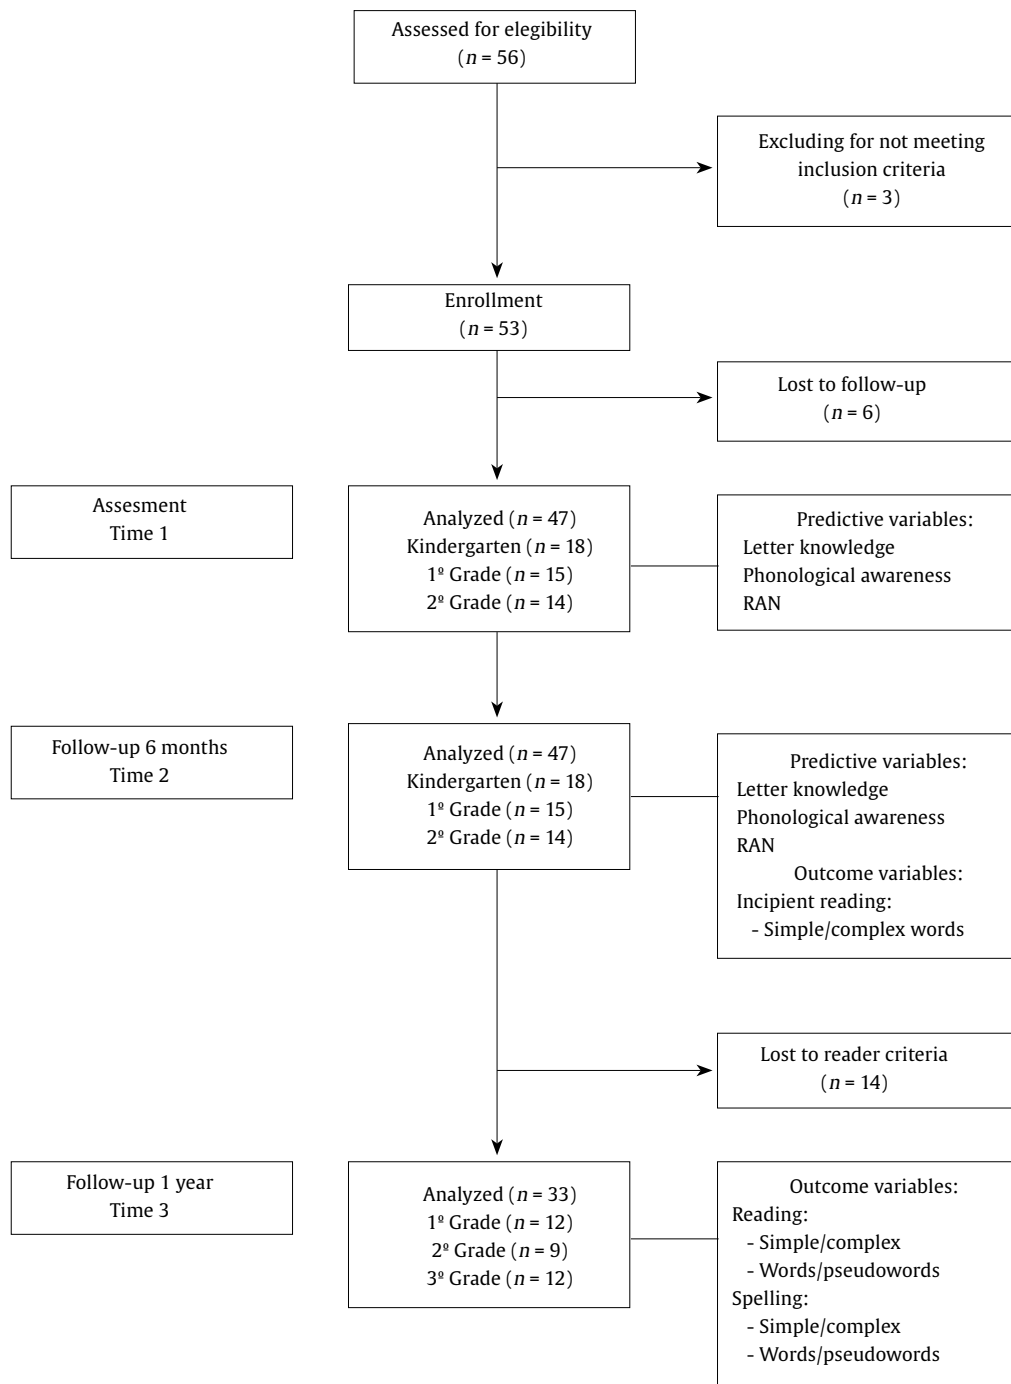 Assessed for elegibility
(n = 56)
Excluding for not meeting
inclusion criteria
(n = 3)
Enrollment
(n = 53)
Lost to follow-up
(n = 6)
Assesment
Time 1
Analyzed (n = 47)
Kindergarten (n = 18)
1º Grade (n = 15)
2º Grade (n = 14)
Predictive variables:
Letter knowledge
Phonological awareness
RAN
Follow-up 6 months
Time 2
Analyzed (n = 47)
Kindergarten (n = 18)
1º Grade (n = 15)
2º Grade (n = 14)
Predictive variables:
Letter knowledge
Phonological awareness
RAN
Outcome variables:
Incipient reading:
- Simple/complex words
Lost to reader criteria
(n = 14)
Follow-up 1 year
Time 3
Analyzed (n = 33)
1º Grade (n = 12)
2º Grade (n = 9)
3º Grade (n = 12)
Outcome variables:
Reading:
- Simple/complex
- Words/pseudowords
Spelling:
- Simple/complex
- Words/pseudowords